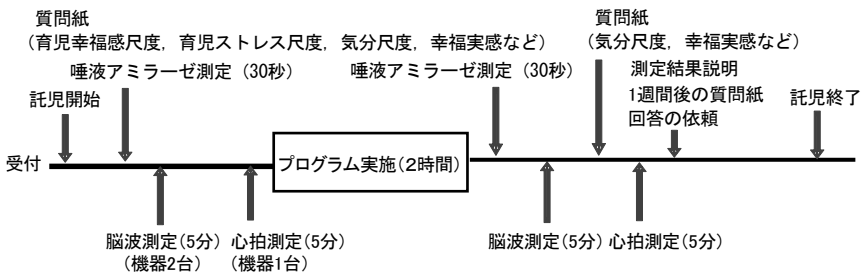 質問紙
（育児幸福感尺度，育児ストレス尺度，気分尺度，幸福実感など）
唾液アミラーゼ測定（30秒）
託児開始
受付
脳波測定（5分）
（機器2台）
心拍測定（5分）
（機器1台）
プログラム実施（２時間）
唾液アミラーゼ測定（30秒）
質問紙
（気分尺度，幸福実感など）
測定結果説明
1週間後の質問紙
回答の依頼
託児終了
脳波測定（5分）
心拍測定（5分）